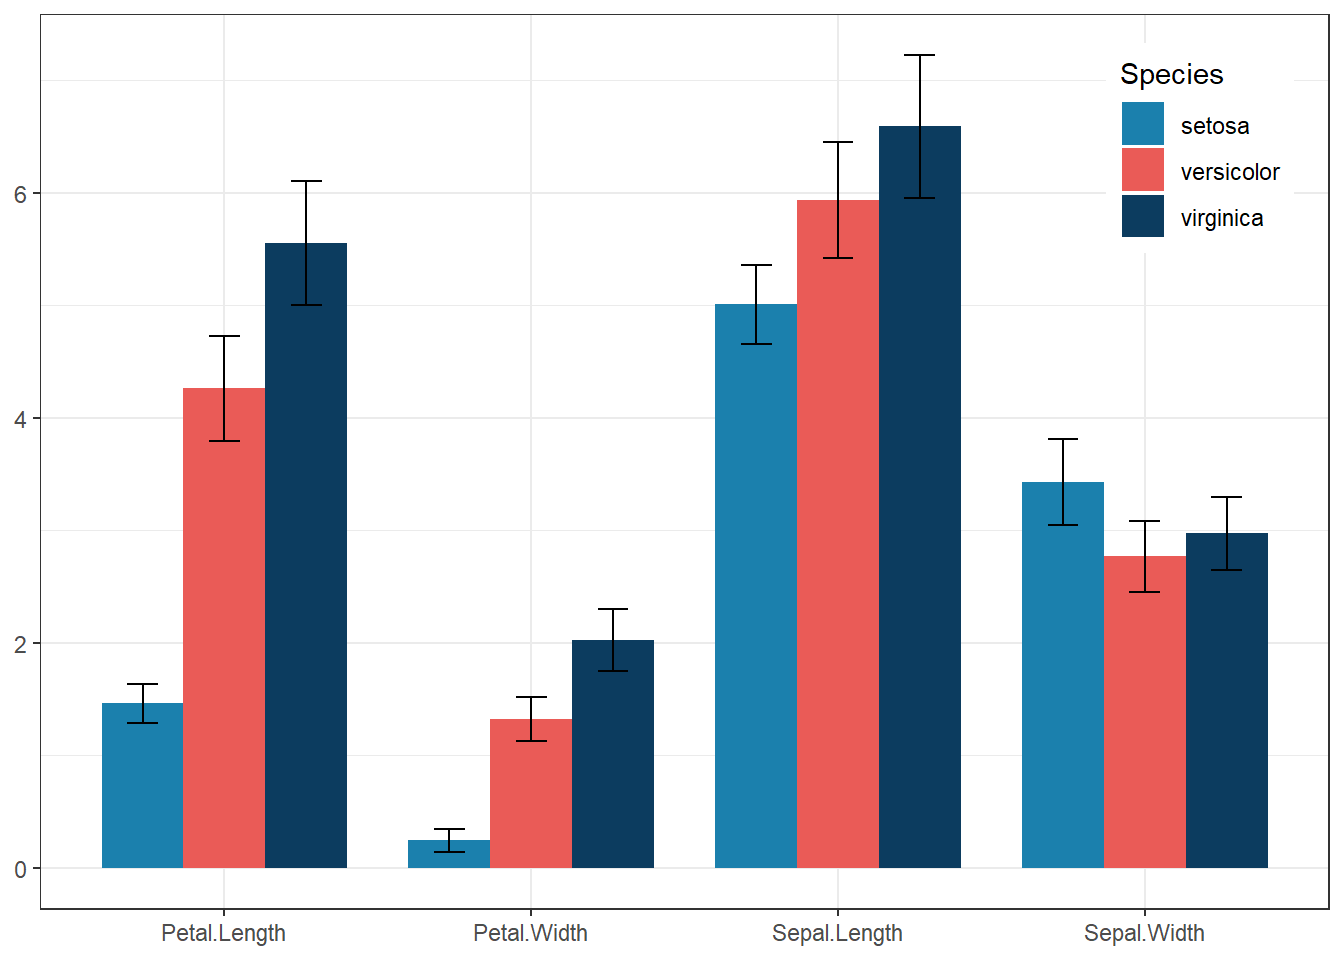 Species
setosa
versicolor
virginica
6
4
2
0
Petal.Length
Petal.Width
Sepal.Length
Sepal.Width